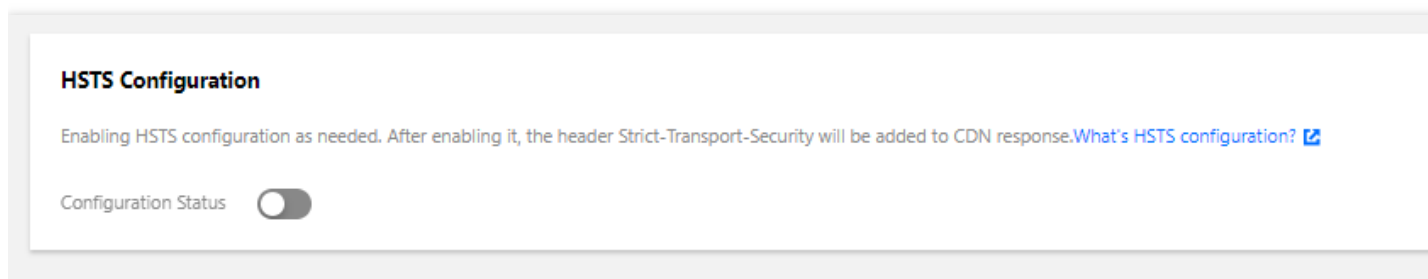 HSTS Configuration
Enabling HSTS configuration as needed. After enabling it, the header Strict-Transport-Security will be added to CDN response.What's HSTS configuration?
Configuration Status